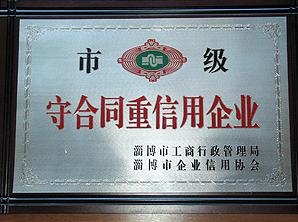 市 级
守合同重信用企业
淄博市工商行政管理局
淄博市企业信用协会